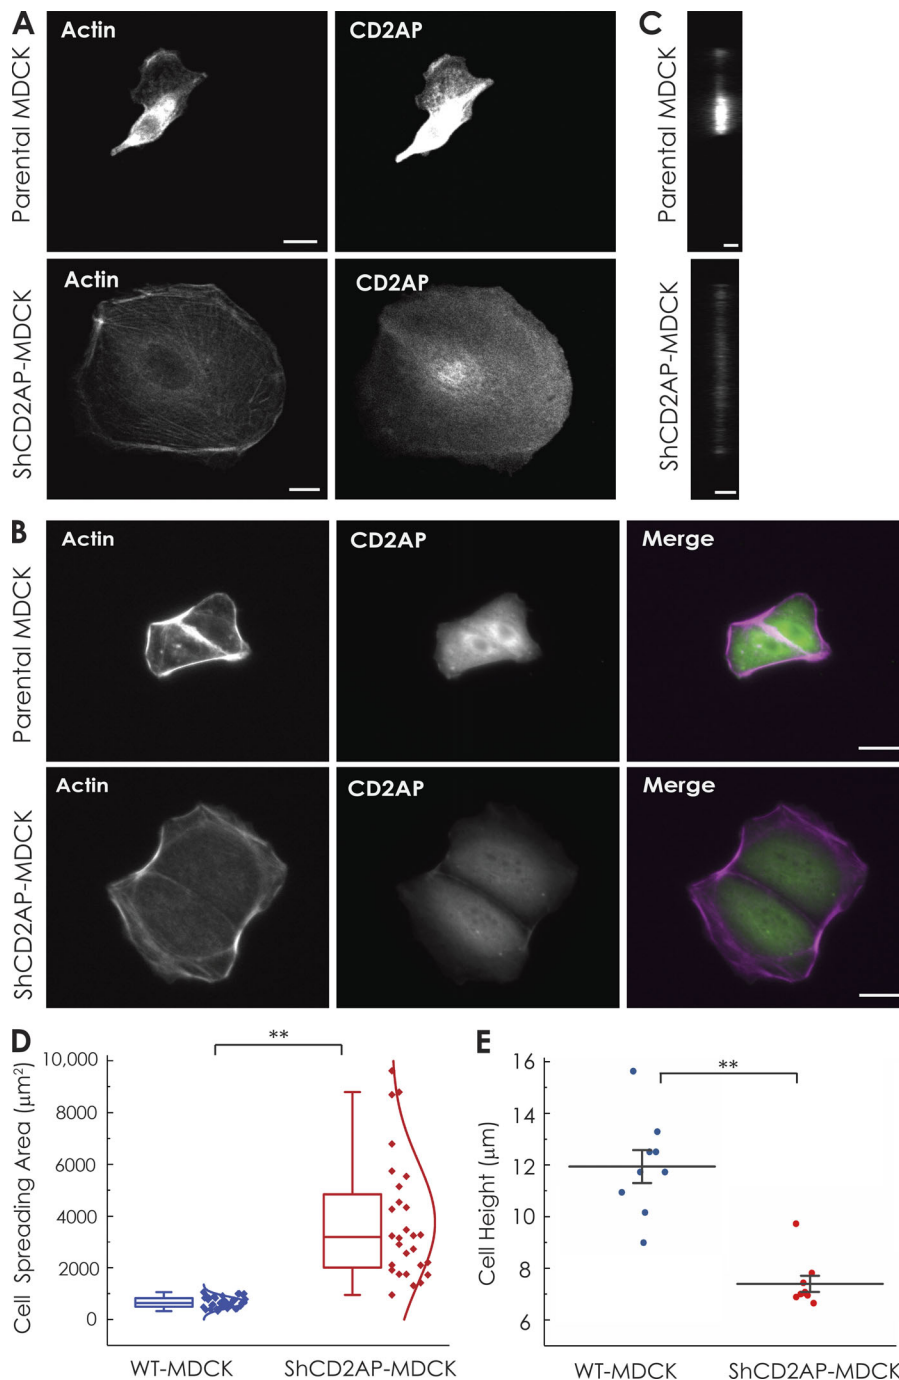 A
Actin
CD2AP
C
Parental MDCK
Parental MDCK
Actin
CD2AP
ShCD2AP-MDCK
ShCD2AP-MDCK
B
Actin
CD2AP
Merge
Parental MDCK
Actin
CD2AP
Merge
ShCD2AP-MDCK
D
**
Cell Spreading Area (μm²)
10,000
8000
6000
4000
2000
0
WT-MDCK
ShCD2AP-MDCK
E
**
Cell Height (μm)
16
14
12
10
8
6
WT-MDCK
ShCD2AP-MDCK